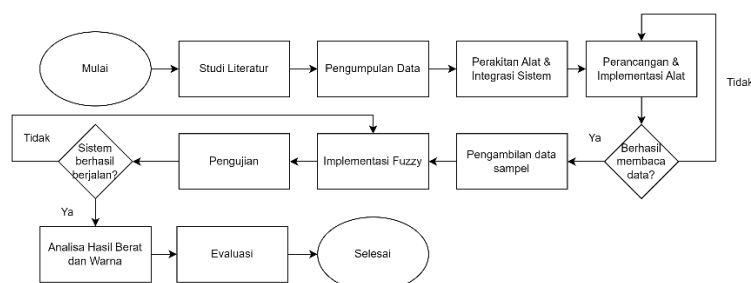 Mulai
Studi Literatur
Pengumpulan Data
Perakitan Alat &
Integrasi Sistem
Perancangan &
Implementasi Alat
Tidak
Berhasil
membaca
data?
Ya
Pengambilan data
sampel
Implementasi Fuzzy
Pengujian
Sistem
berhasil
berjalan?
Tidak
Ya
Analisa Hasil Berat
dan Warna
Evaluasi
Selesai